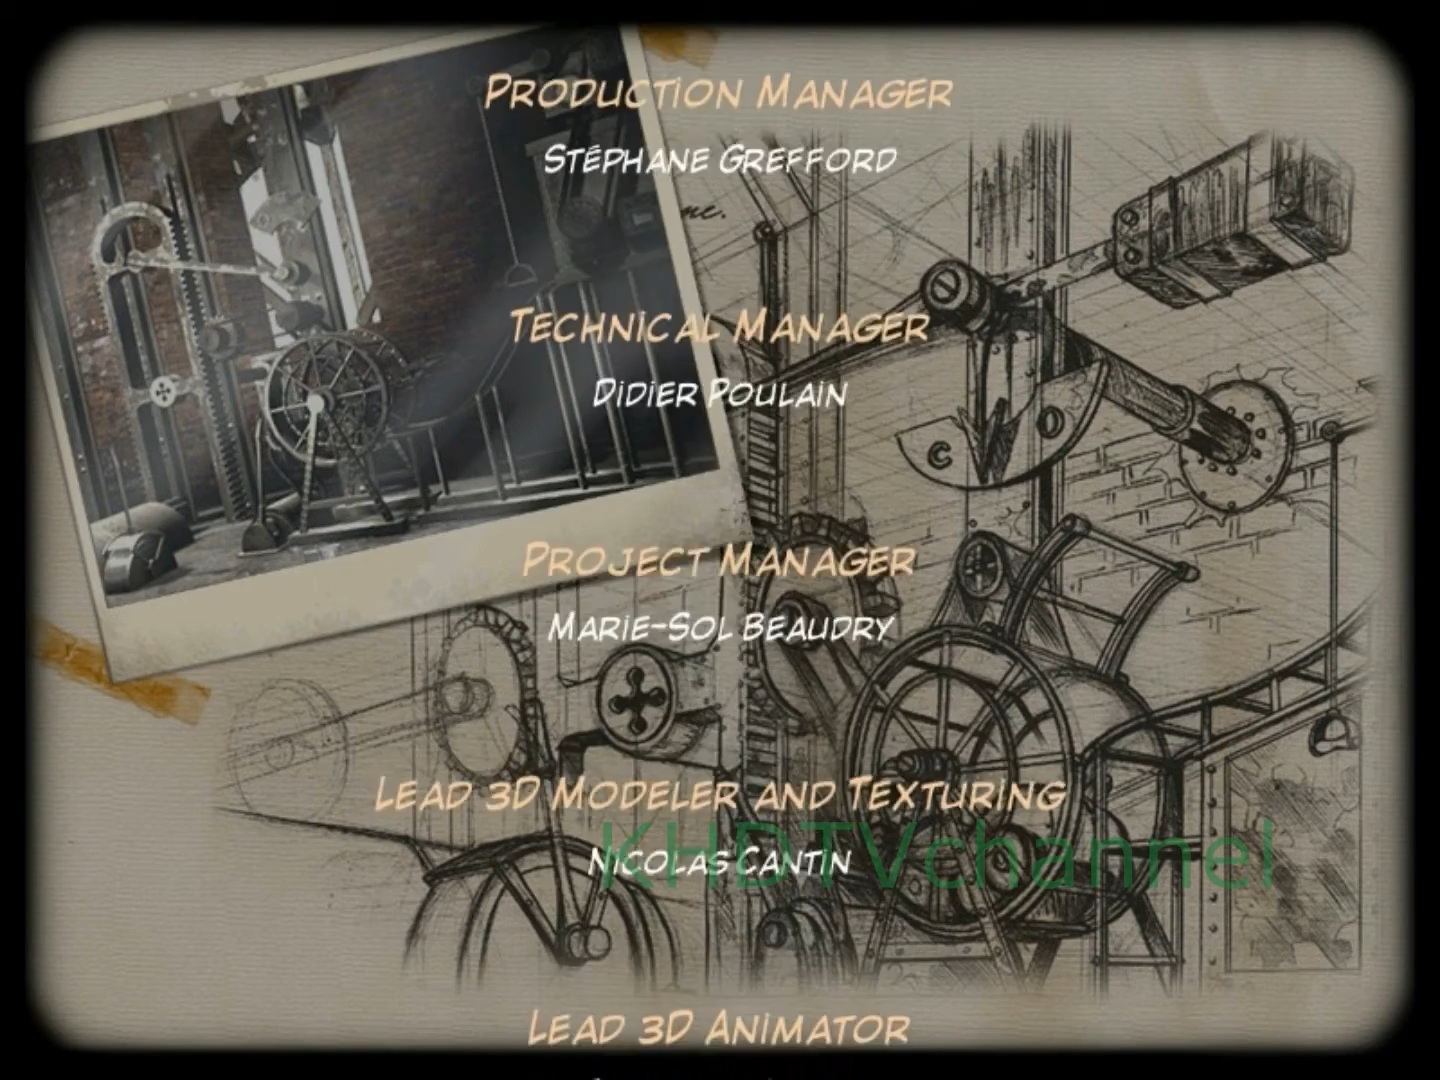 Production Manager
Stéphane Grefford
nc.
Technical Manager
Didier Poulain
C
O
Project Manager
Marie-Sol Beaudry
Lead 3D Modeler and Texturing
KHDTVchannel
Nicolas Cantin
Lead 3D Animator